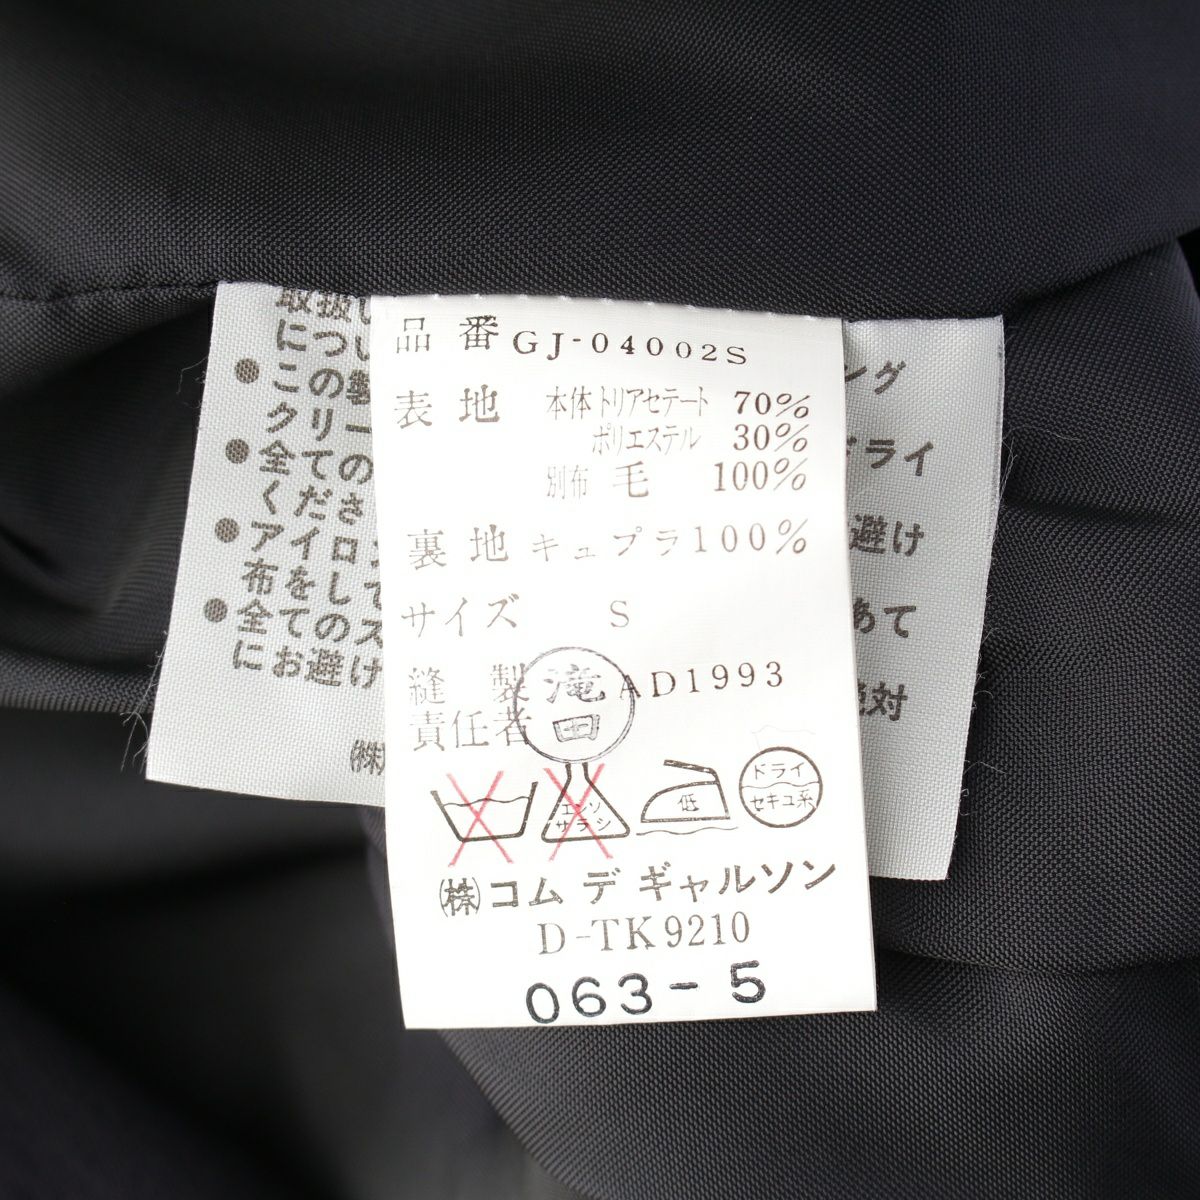 品番 GJ-04002S
表地 本体 トリアセテート 70%
ポリエステル 30%
別布 毛 100%
裏地 キュプラ100%
サイズ S
縫製 AD1993
責任者
滝田
エンソ
サラシ
低
ドライ
セキユ系
(株)コム デ ギャルソン
D-TK9210
063-5
取扱い
につい
●この製
クリー
●全ての
くださ
●アイロン
布をして
●全てのス
にお避け
(株)
ング
ドライ
避け
あて
絶対